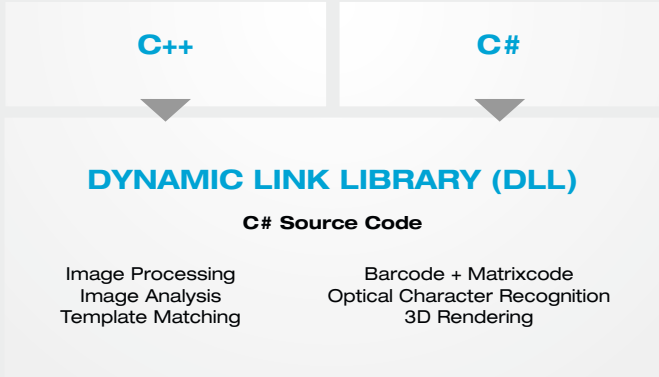 C++
C#
DYNAMIC LINK LIBRARY (DLL)
C# Source Code
Image Processing
Image Analysis
Template Matching
Barcode + Matrixcode
Optical Character Recognition
3D Rendering